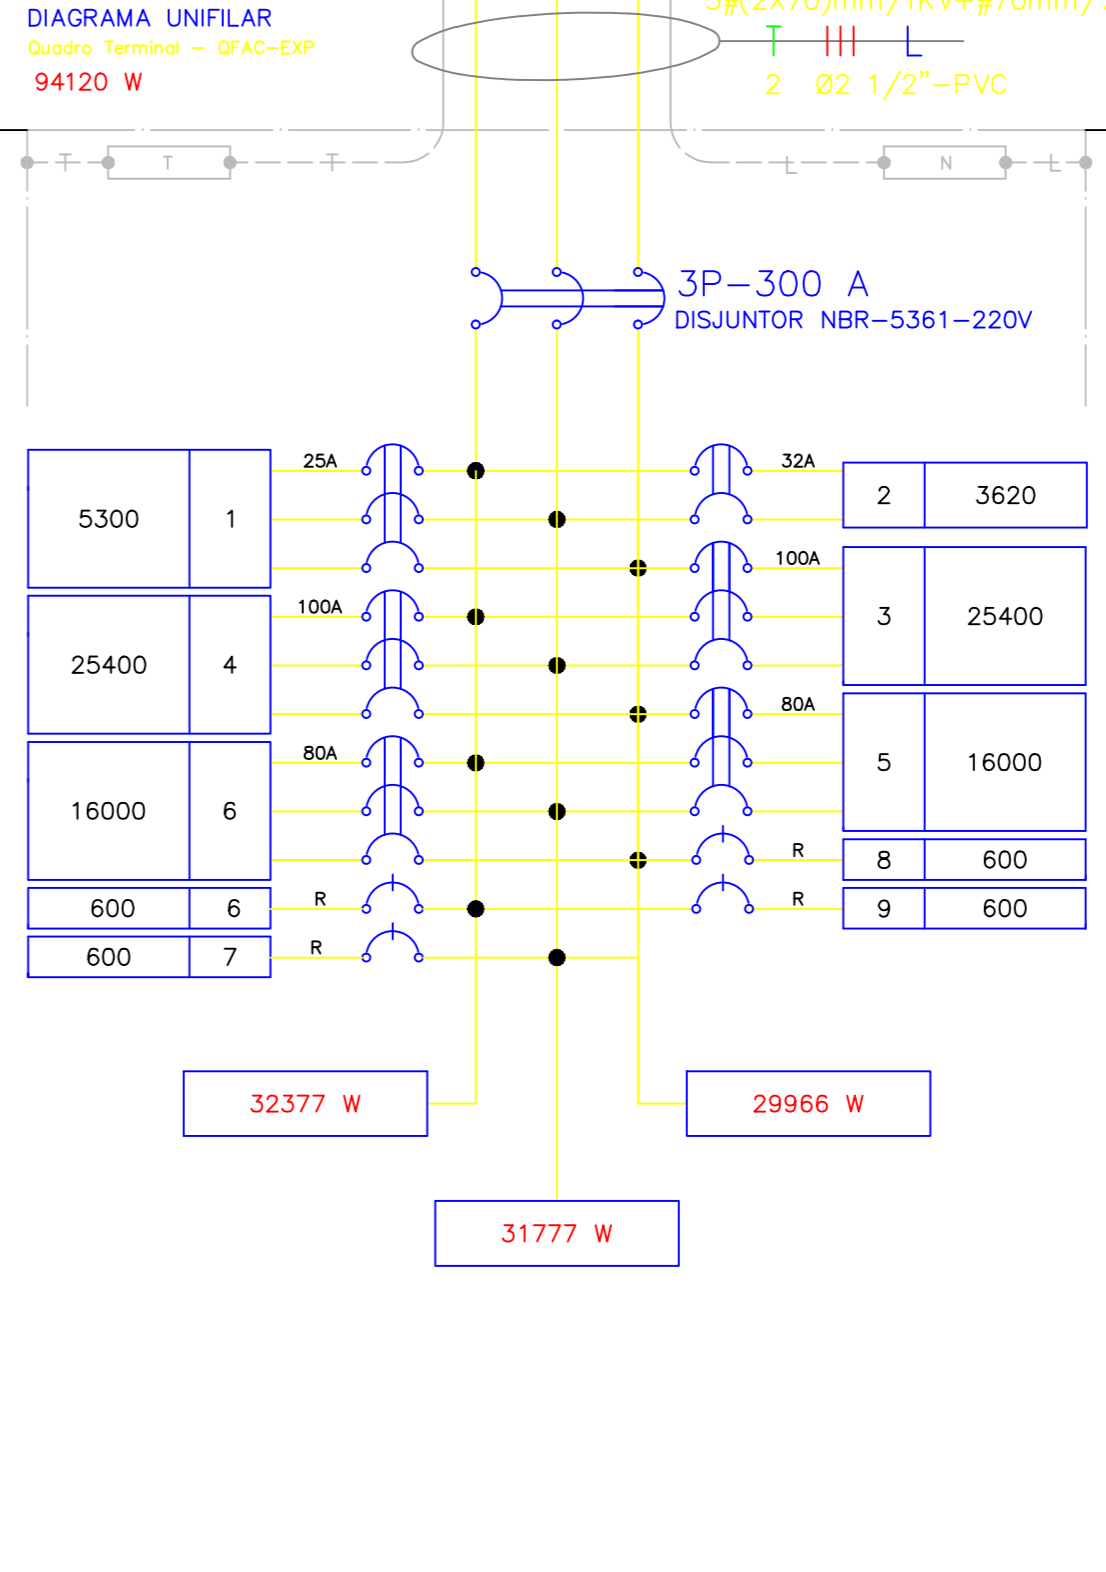 DIAGRAMA UNIFILAR
Quadro Terminal - QFAC-EXP
94120 W
T
L
2 Ø2 1/2"-PVC
T T T
L N L
3P-300 A
DISJUNTOR NBR-5361-220V
5300 1 25A
32A 2 3620
100A 3 25400
25400 4 100A
80A 5 16000
16000 6 80A
R 8 600
600 6 R
R 9 600
600 7 R
32377 W
29966 W
31777 W